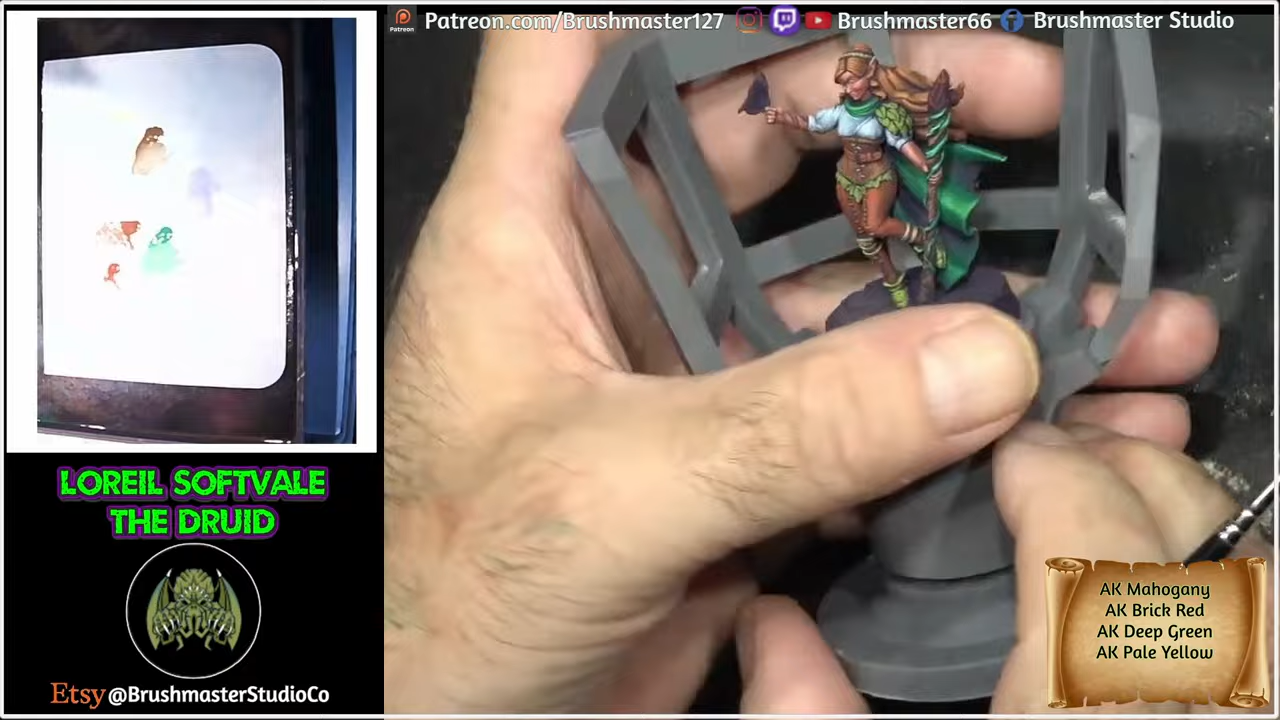 Patreon
Patreon.com/Brushmaster127 Brushmaster66 Brushmaster Studio
LOREIL SOFTVALE
THE DRUID
Etsy @BrushmasterStudioCo
AK Mahogany
AK Brick Red
AK Deep Green
AK Pale Yellow